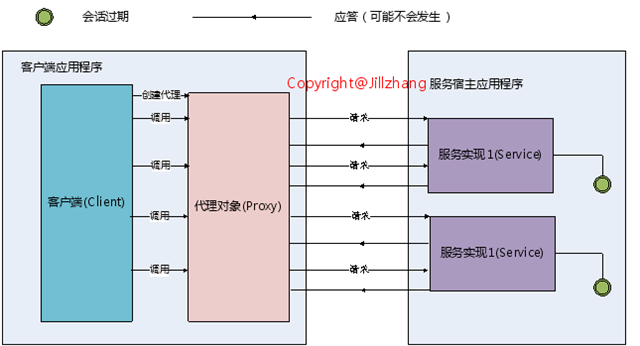 会话过期
应答（可能不会发生）
客户端应用程序
Copyright@Jillzhang
服务宿主应用程序
创建代理
调用
请求
客户端(Client)
代理对象(Proxy)
服务实现1(Service)
调用
请求
调用
请求
服务实现1(Service)
调用
请求